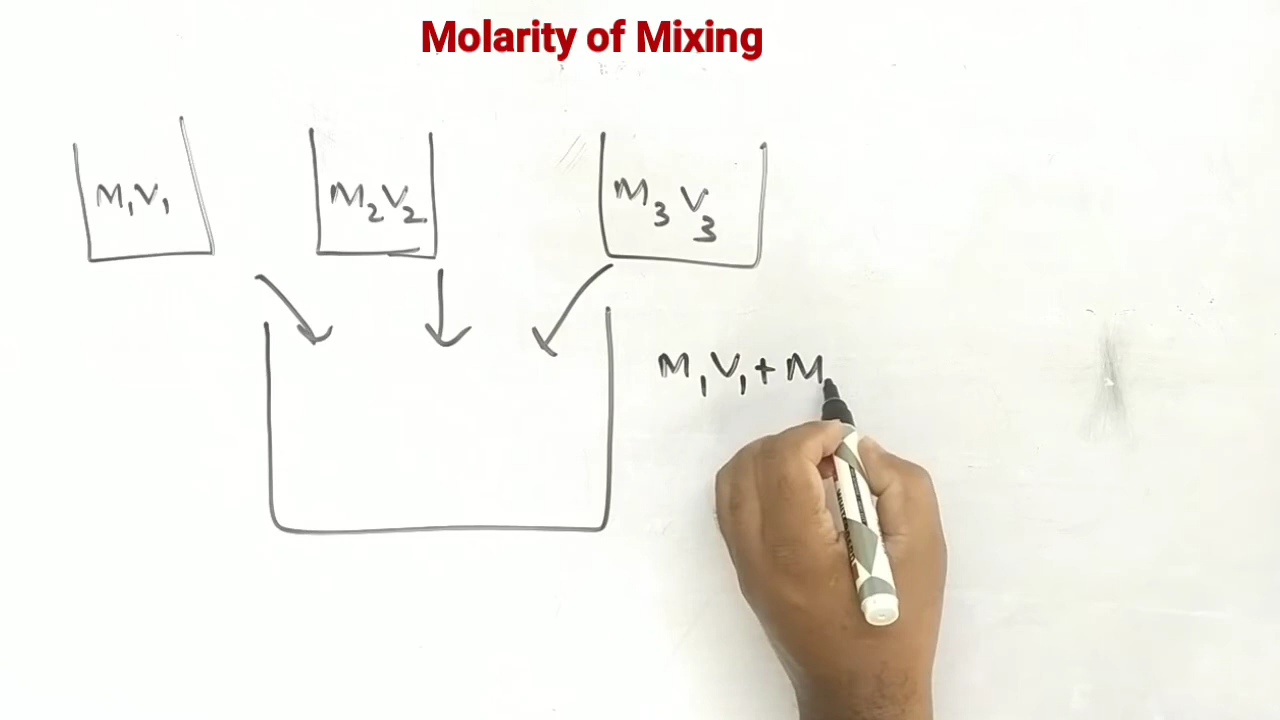 Molarity of Mixing
M₁V₁ M₂V₂ M₃V₃
M₁V₁+M